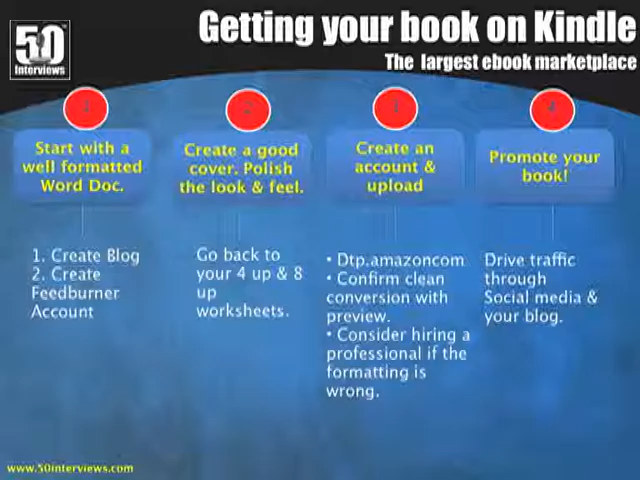 50
Interviews
Getting your book on Kindle
The largest ebook marketplace
1
2
3
4
Start with a
well formatted
Word Doc.
Create a good
cover. Polish
the look & feel.
Create an
account &
upload
Promote your
book!
1. Create Blog
2. Create
Feedburner
Account
Go back to
your 4 up & 8
up
worksheets.
• Dtp.amazoncom
• Confirm clean
conversion with
preview.
• Consider hiring a
professional if the
formatting is
wrong.
Drive traffic
through
Social media &
your blog.
www.50interviews.com